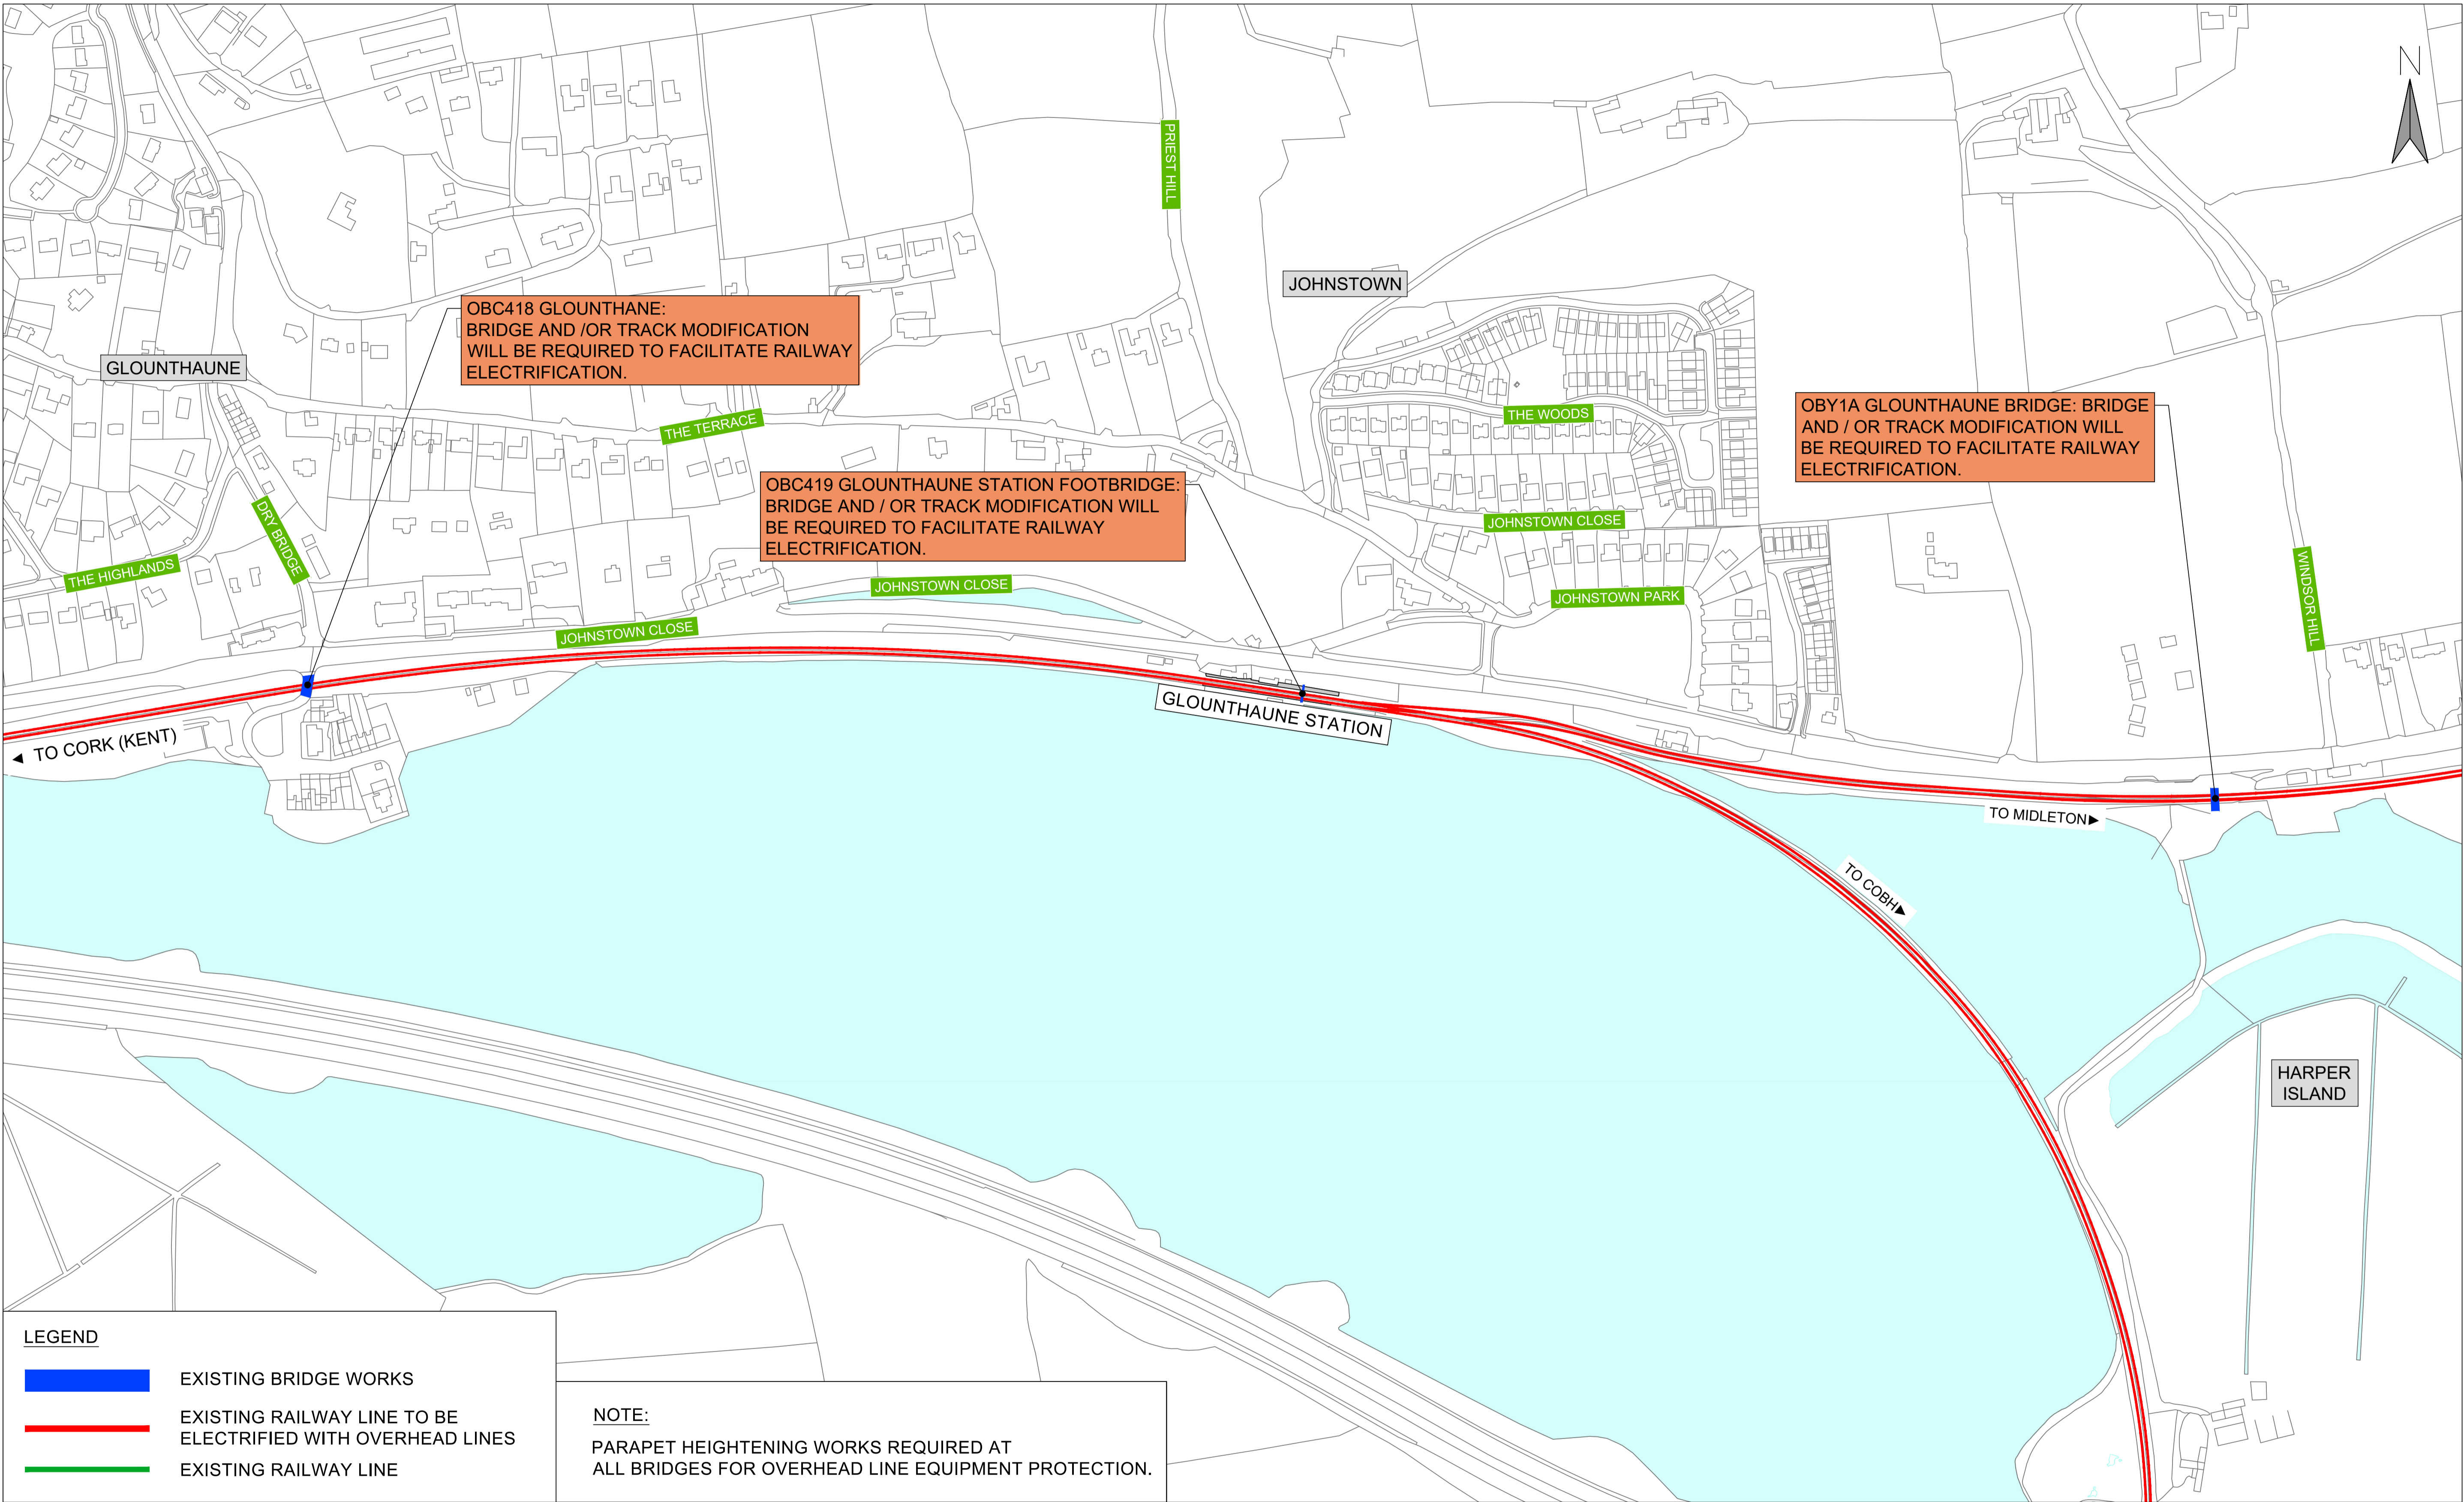 N
PRIEST HILL
JOHNSTOWN
OBC418 GLOUNTHANE:
BRIDGE AND /OR TRACK MODIFICATION
WILL BE REQUIRED TO FACILITATE RAILWAY
ELECTRIFICATION.
GLOUNTHAUNE
THE TERRACE
THE WOODS
OBY1A GLOUNTHAUNE BRIDGE: BRIDGE
AND / OR TRACK MODIFICATION WILL
BE REQUIRED TO FACILITATE RAILWAY
ELECTRIFICATION.
OBC419 GLOUNTHAUNE STATION FOOTBRIDGE:
BRIDGE AND / OR TRACK MODIFICATION WILL
BE REQUIRED TO FACILITATE RAILWAY
ELECTRIFICATION.
DRY BRIDGE
THE HIGHLANDS
JOHNSTOWN CLOSE
JOHNSTOWN CLOSE
JOHNSTOWN PARK
WINDSOR HILL
JOHNSTOWN CLOSE
GLOUNTHAUNE STATION
◄ TO CORK (KENT)
TO MIDLETON►
TO COBH►
HARPER
ISLAND
LEGEND
EXISTING BRIDGE WORKS
EXISTING RAILWAY LINE TO BE
ELECTRIFIED WITH OVERHEAD LINES
EXISTING RAILWAY LINE
NOTE:
PARAPET HEIGHTENING WORKS REQUIRED AT
ALL BRIDGES FOR OVERHEAD LINE EQUIPMENT PROTECTION.